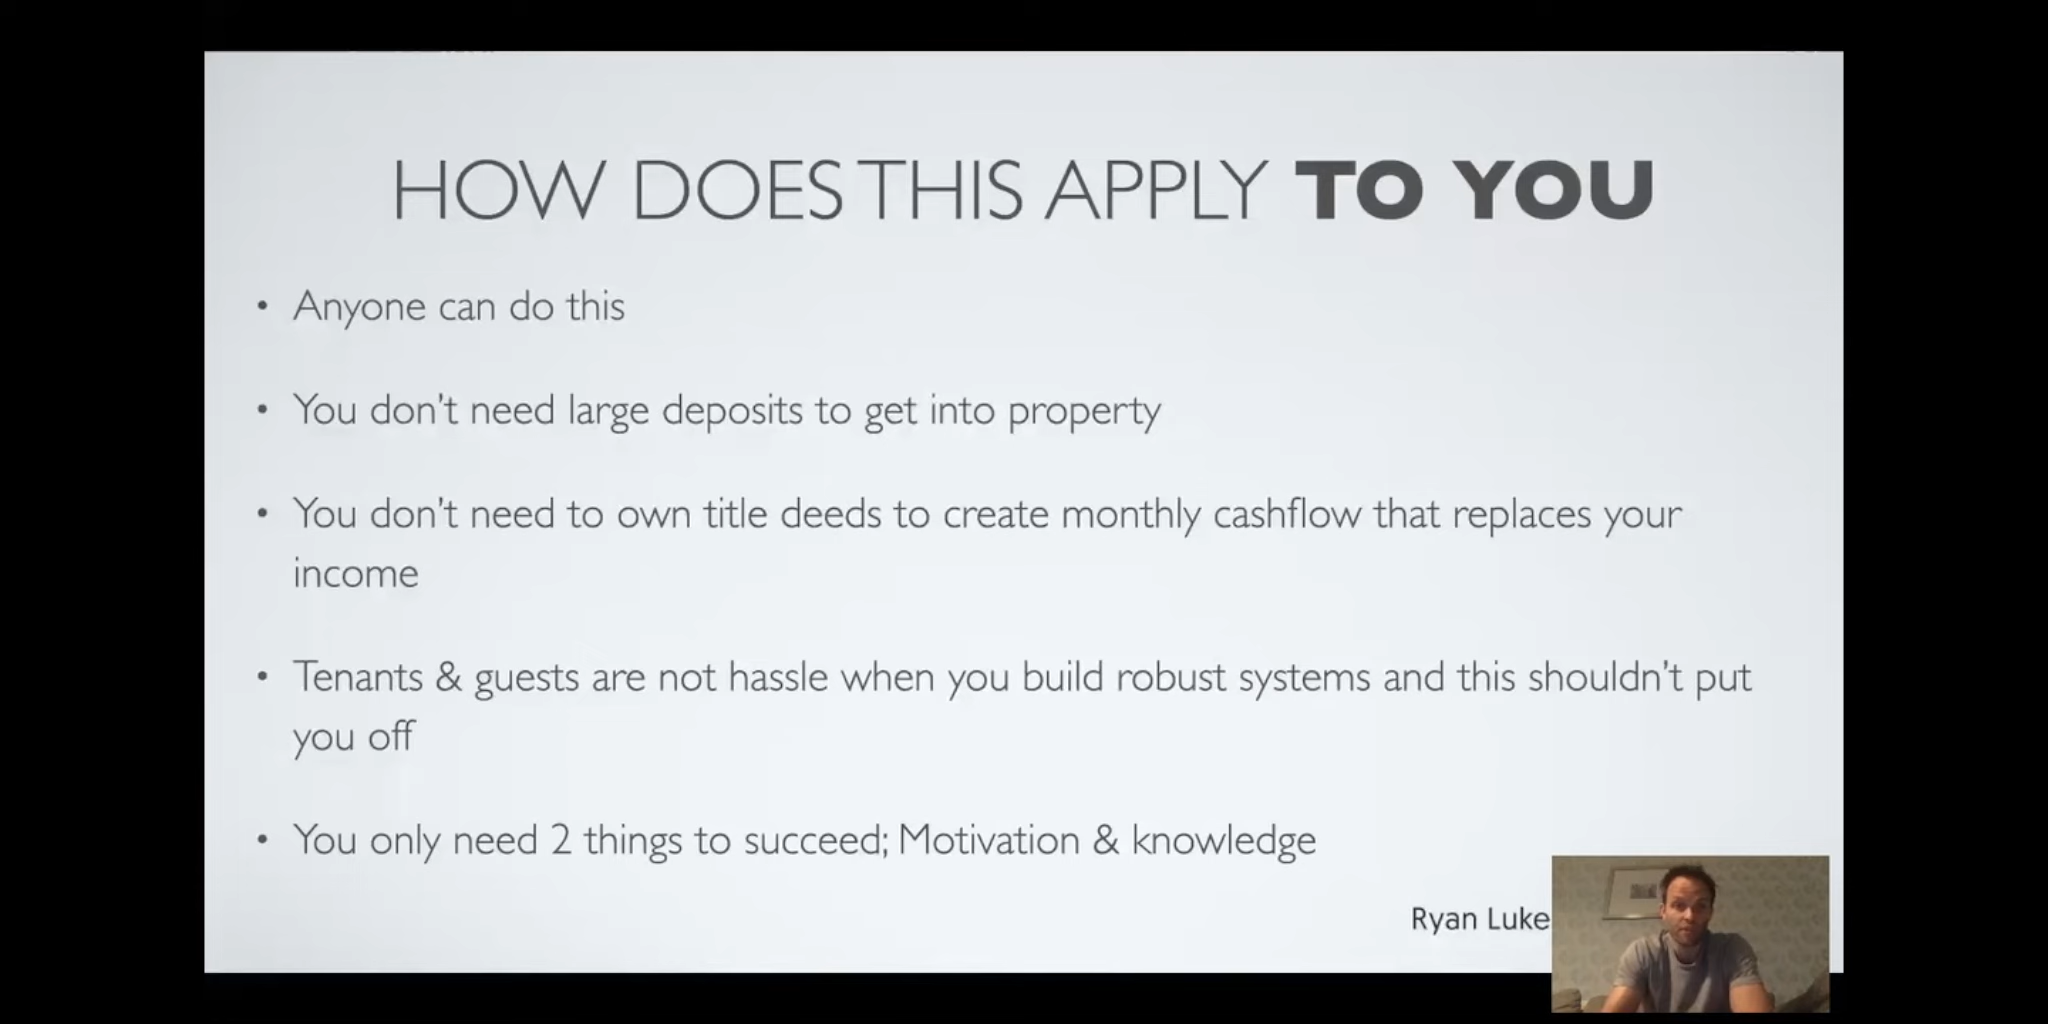 HOW DOES THIS APPLY TO YOU
• Anyone can do this
• You don't need large deposits to get into property
• You don't need to own title deeds to create monthly cashflow that replaces your
income
• Tenants & guests are not hassle when you build robust systems and this shouldn't put
you off
• You only need 2 things to succeed; Motivation & knowledge
Ryan Luke